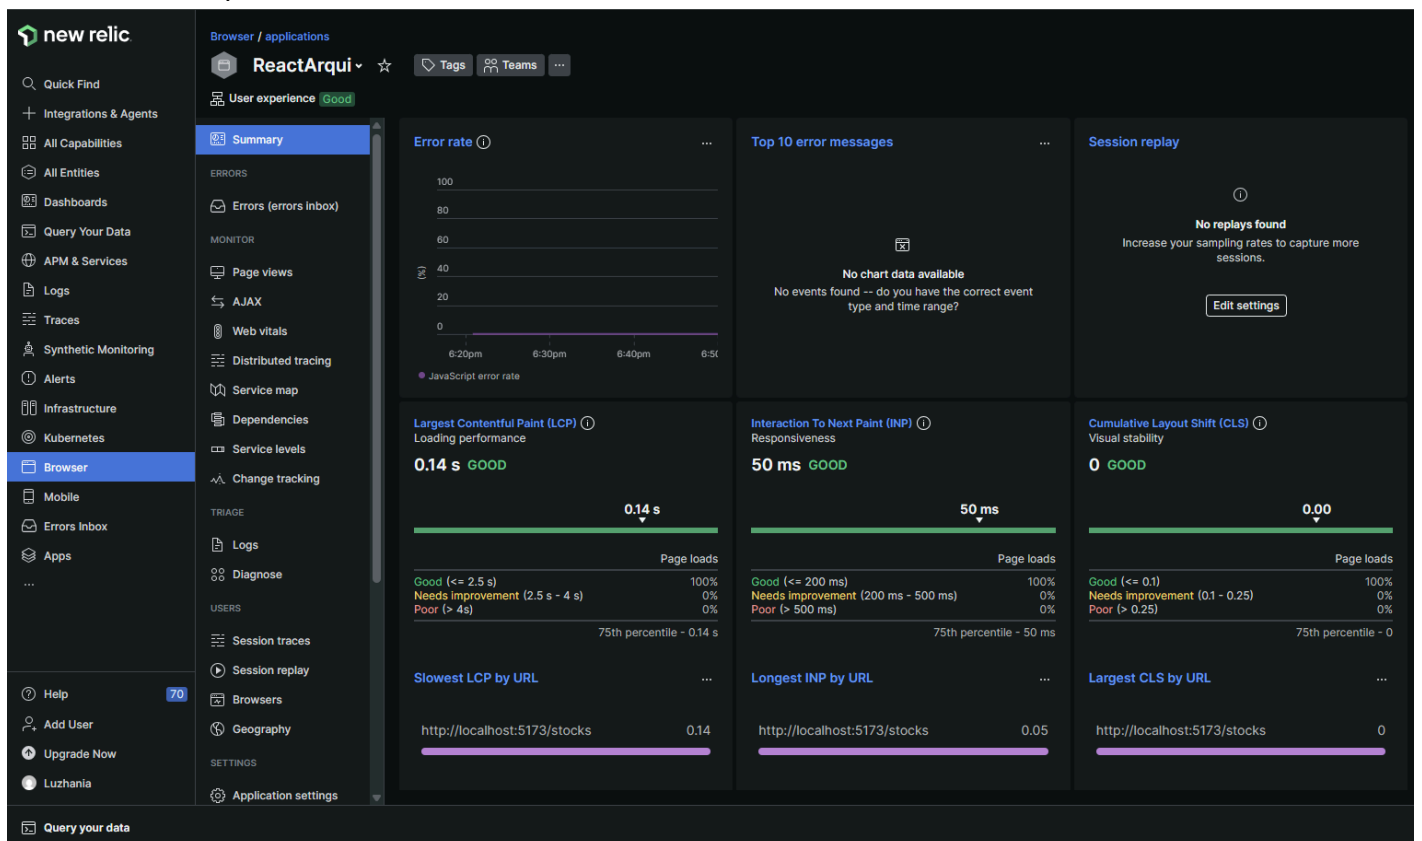 new relic.
Quick Find
Integrations & Agents
All Capabilities
All Entities
Dashboards
Query Your Data
APM & Services
Logs
Traces
Synthetic Monitoring
Alerts
Infrastructure
Kubernetes
Browser
Mobile
Errors Inbox
Apps
...
Help 70
Add User
Upgrade Now
Luzhania
Query your data
Browser / applications
ReactArqui
Tags
Teams
...
User experience Good
Summary
ERRORS
Errors (errors inbox)
MONITOR
Page views
AJAX
Web vitals
Distributed tracing
Service map
Dependencies
Service levels
Change tracking
TRIAGE
Logs
Diagnose
USERS
Session traces
Session replay
Browsers
Geography
SETTINGS
Application settings
Error rate
...
100
80
60
40
20
0
(%)
6:20pm 6:30pm 6:40pm 6:50
JavaScript error rate
Top 10 error messages
...
No chart data available
No events found -- do you have the correct event
type and time range?
Session replay
No replays found
Increase your sampling rates to capture more
sessions.
Edit settings
Largest Contentful Paint (LCP)
Loading performance
0.14 s GOOD
0.14 s
Page loads
Good (<= 2.5 s) 100%
Needs improvement (2.5 s - 4 s) 0%
Poor (> 4s) 0%
75th percentile - 0.14 s
Interaction To Next Paint (INP)
Responsiveness
50 ms GOOD
50 ms
Page loads
Good (<= 200 ms) 100%
Needs improvement (200 ms - 500 ms) 0%
Poor (> 500 ms) 0%
75th percentile - 50 ms
Cumulative Layout Shift (CLS)
Visual stability
0 GOOD
0.00
Page loads
Good (<= 0.1) 100%
Needs improvement (0.1 - 0.25) 0%
Poor (> 0.25) 0%
75th percentile - 0
Slowest LCP by URL
...
http://localhost:5173/stocks 0.14
Longest INP by URL
...
http://localhost:5173/stocks 0.05
Largest CLS by URL
...
http://localhost:5173/stocks 0